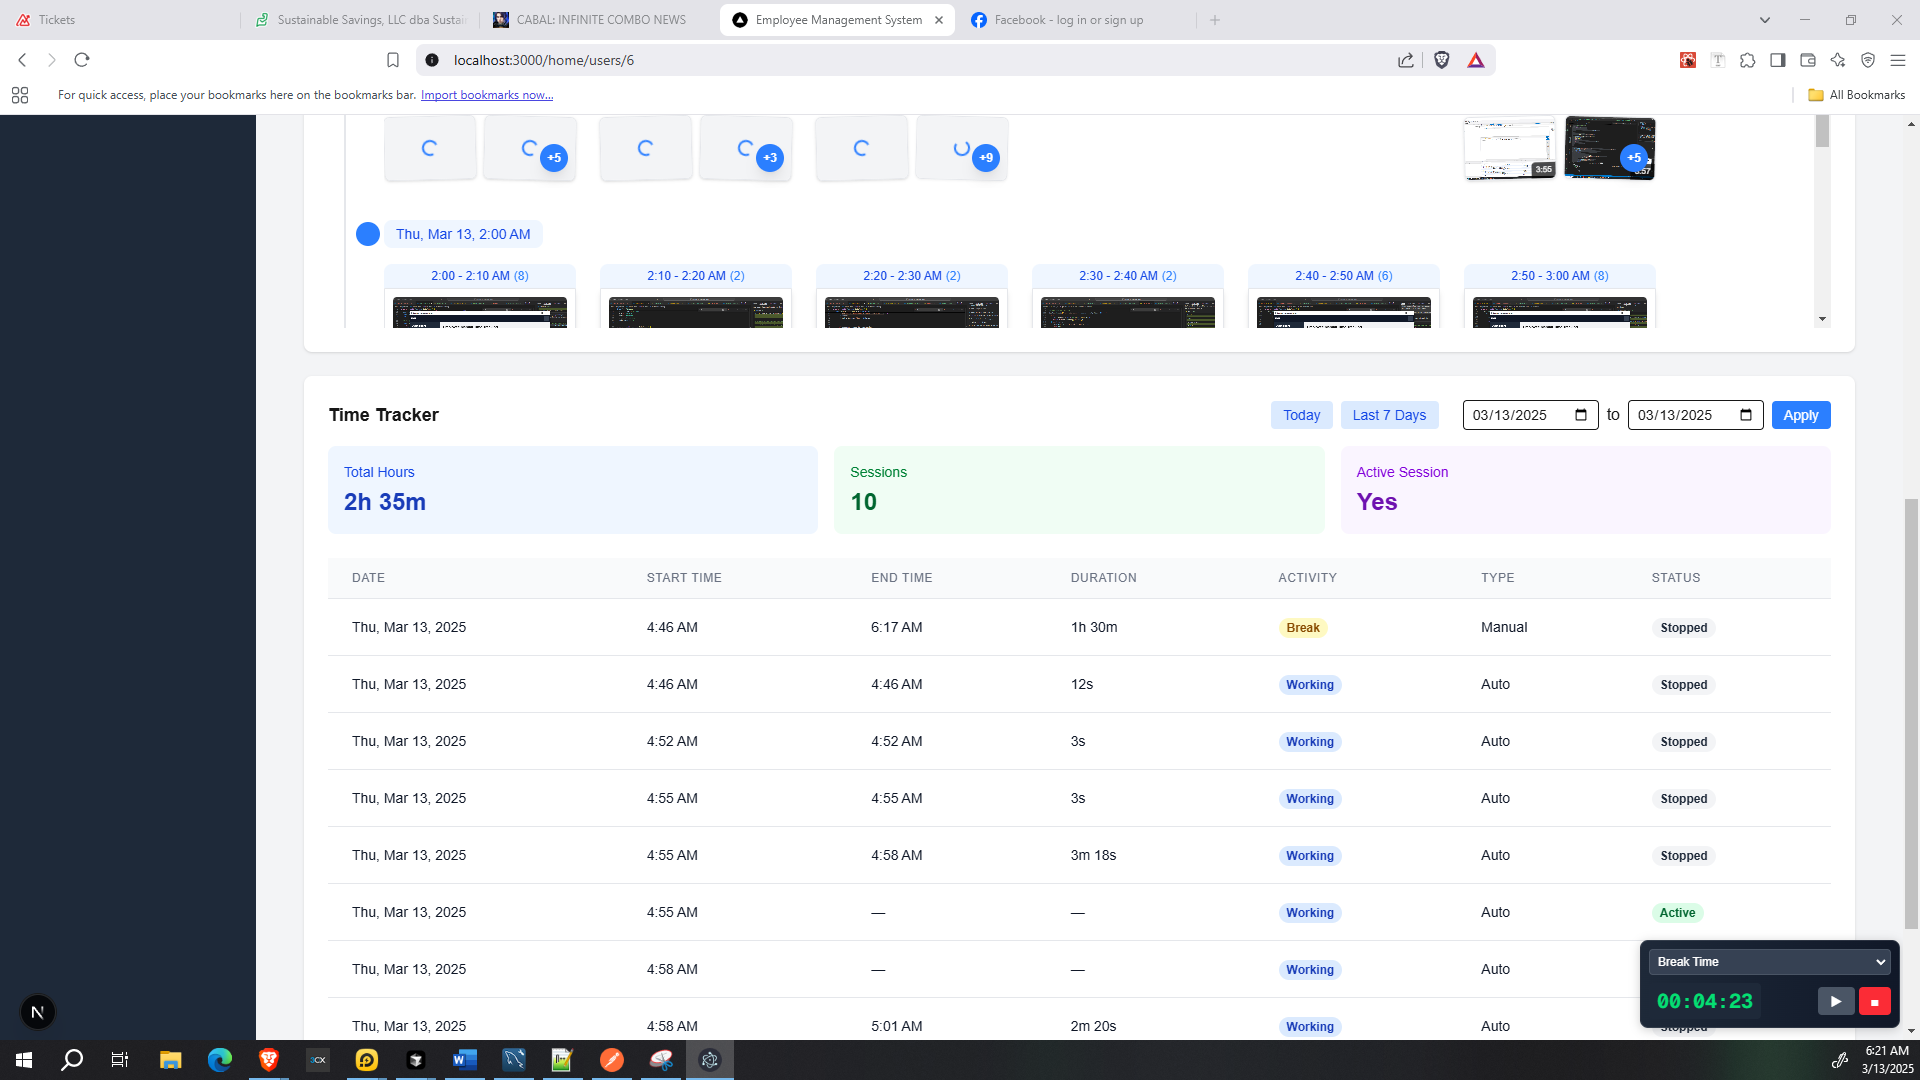 Tickets
Sustainable Savings, LLC dba Sustai
CABAL: INFINITE COMBO NEWS
Employee Management System
Facebook - log in or sign up
localhost:3000/home/users/6
For quick access, place your bookmarks here on the bookmarks bar. Import bookmarks now...
All Bookmarks
+5
+3
+9
3:55
+5
Thu, Mar 13, 2:00 AM
2:00 - 2:10 AM (8)
2:10 - 2:20 AM (2)
2:20 - 2:30 AM (2)
2:30 - 2:40 AM (2)
2:40 - 2:50 AM (6)
2:50 - 3:00 AM (8)
Time Tracker
Today
Last 7 Days
03/13/2025
to
03/13/2025
Apply
Total Hours
2h 35m
Sessions
10
Active Session
Yes
DATE START TIME END TIME DURATION ACTIVITY TYPE STATUS
Thu, Mar 13, 2025 4:46 AM 6:17 AM 1h 30m Break Manual Stopped
Thu, Mar 13, 2025 4:46 AM 4:46 AM 12s Working Auto Stopped
Thu, Mar 13, 2025 4:52 AM 4:52 AM 3s Working Auto Stopped
Thu, Mar 13, 2025 4:55 AM 4:55 AM 3s Working Auto Stopped
Thu, Mar 13, 2025 4:55 AM 4:58 AM 3m 18s Working Auto Stopped
Thu, Mar 13, 2025 4:55 AM — — Working Auto Active
Thu, Mar 13, 2025 4:58 AM — — Working Auto
Thu, Mar 13, 2025 4:58 AM 5:01 AM 2m 20s Working Auto Stopped
Break Time
00:04:23
N
3CX
6:21 AM
3/13/2025